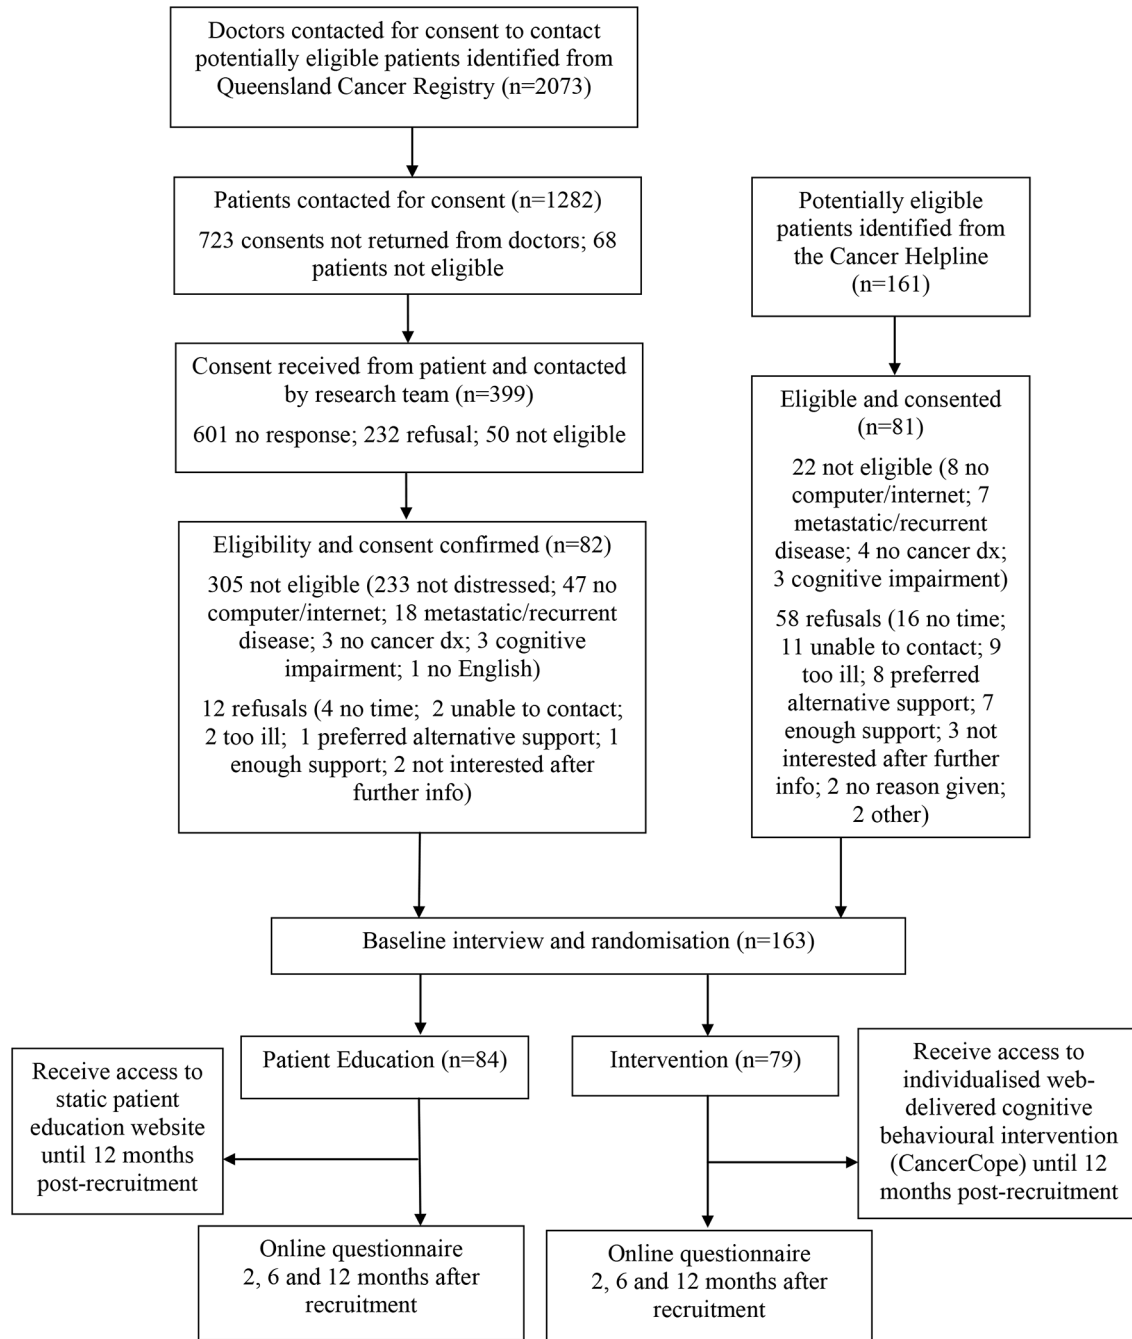 Doctors contacted for consent to contact
potentially eligible patients identified from
Queensland Cancer Registry (n=2073)
Patients contacted for consent (n=1282)
723 consents not returned from doctors; 68
patients not eligible
Potentially eligible
patients identified from
the Cancer Helpline
(n=161)
Consent received from patient and contacted
by research team (n=399)
601 no response; 232 refusal; 50 not eligible
Eligible and consented
(n=81)
22 not eligible (8 no
computer/internet; 7
metastatic/recurrent
disease; 4 no cancer dx;
3 cognitive impairment)
58 refusals (16 no time;
11 unable to contact; 9
too ill; 8 preferred
alternative support; 7
enough support; 3 not
interested after further
info; 2 no reason given;
2 other)
Eligibility and consent confirmed (n=82)
305 not eligible (233 not distressed; 47 no
computer/internet; 18 metastatic/recurrent
disease; 3 no cancer dx; 3 cognitive
impairment; 1 no English)
12 refusals (4 no time; 2 unable to contact;
2 too ill; 1 preferred alternative support; 1
enough support; 2 not interested after
further info)
Baseline interview and randomisation (n=163)
Patient Education (n=84)
Intervention (n=79)
Receive access to
static patient
education website
until 12 months
post-recruitment
Receive access to
individualised web-
delivered cognitive
behavioural intervention
(CancerCope) until 12
months post-recruitment
Online questionnaire
2, 6 and 12 months after
recruitment
Online questionnaire
2, 6 and 12 months after
recruitment